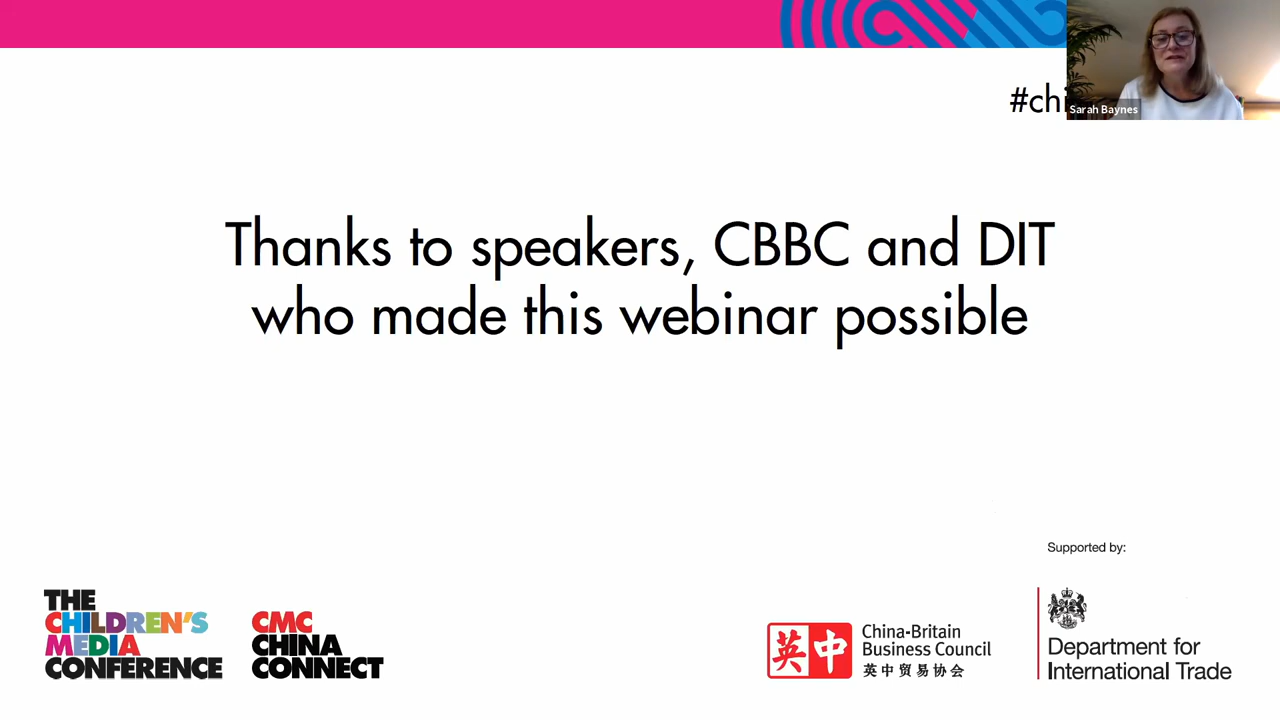 #chi
Sarah Baynes
Thanks to speakers, CBBC and DIT
who made this webinar possible
Supported by:
THE
CHILDREN'S
MEDIA
CONFERENCE
CMC
CHINA
CONNECT
英中
China-Britain
Business Council
英中贸易协会
Department for
International Trade